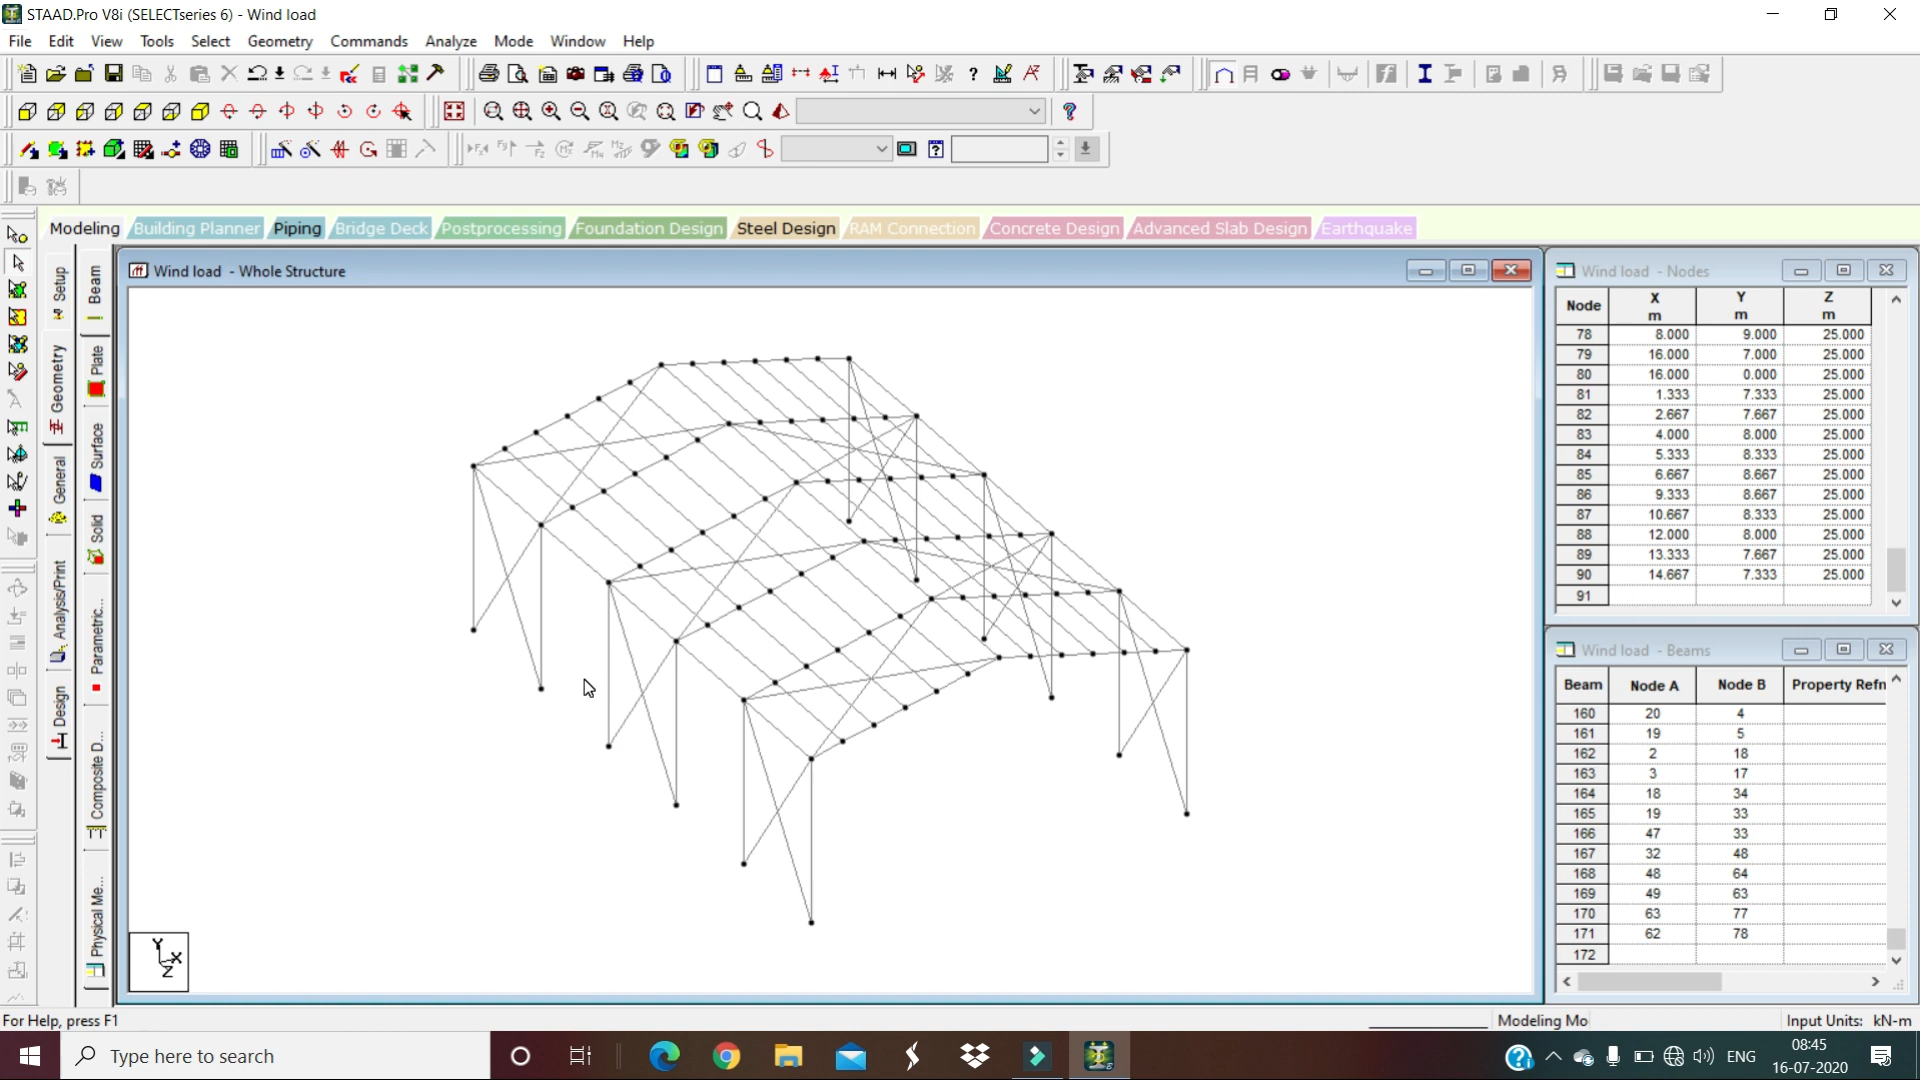 STAAD.Pro V8i (SELECTseries 6) - Wind load
File Edit View Tools Select Geometry Commands Analyze Mode Window Help
Modeling Building Planner Piping Bridge Deck Postprocessing Foundation Design Steel Design RAM Connection Concrete Design Advanced Slab Design Earthquake
Setup
Geometry
General
Analysis/Print
Design
Beam
Plate
Surface
Solid
Parametric...
Composite D...
Physical Me...
Wind load - Whole Structure
Y
X
Z
Wind load - Nodes
Node X m Y m Z m
78 8.000 9.000 25.000
79 16.000 7.000 25.000
80 16.000 0.000 25.000
81 1.333 7.333 25.000
82 2.667 7.667 25.000
83 4.000 8.000 25.000
84 5.333 8.333 25.000
85 6.667 8.667 25.000
86 9.333 8.667 25.000
87 10.667 8.333 25.000
88 12.000 8.000 25.000
89 13.333 7.667 25.000
90 14.667 7.333 25.000
91
Wind load - Beams
Beam Node A Node B Property Refn
160 20 4
161 19 5
162 2 18
163 3 17
164 18 34
165 19 33
166 47 33
167 32 48
168 48 64
169 49 63
170 63 77
171 62 78
172
For Help, press F1
Modeling Mo
Input Units: kN-m
Type here to search
ENG
08:45
16-07-2020